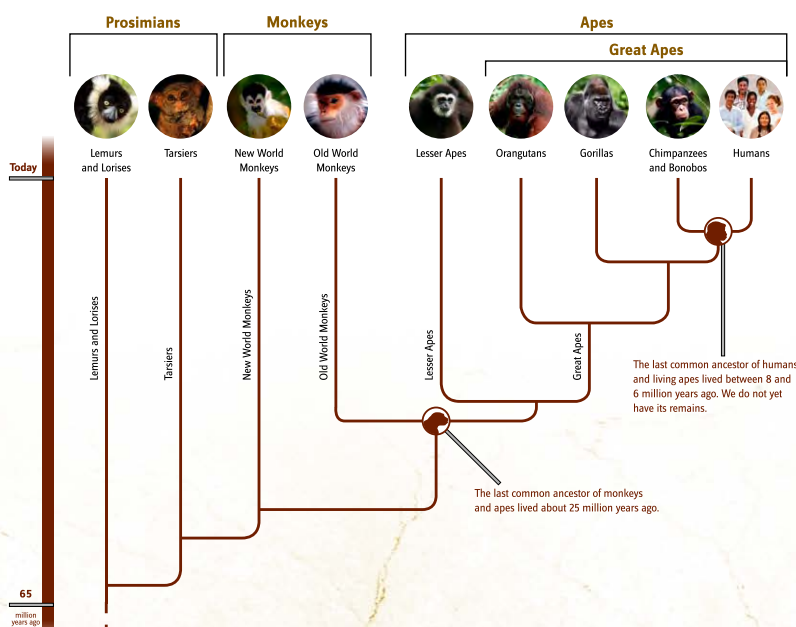 Prosimians
Monkeys
Apes
Great Apes
Lemurs
and Lorises
Tarsiers
New World
Monkeys
Old World
Monkeys
Lesser Apes
Orangutans
Gorillas
Chimpanzees
and Bonobos
Humans
Today
Lemurs and Lorises
Tarsiers
New World Monkeys
Old World Monkeys
Lesser Apes
Great Apes
The last common ancestor of humans
and living apes lived between 8 and
6 million years ago. We do not yet
have its remains.
The last common ancestor of monkeys
and apes lived about 25 million years ago.
65
million
years ago